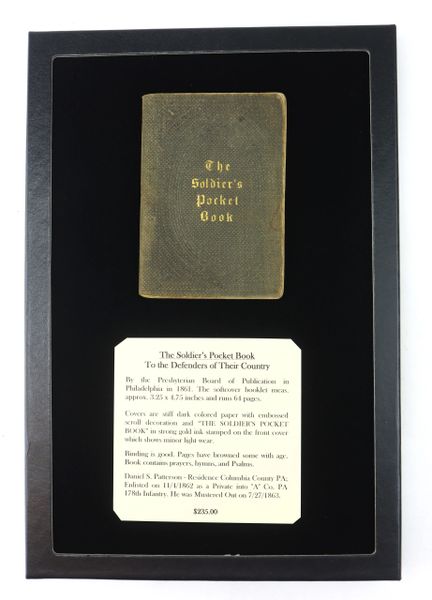 The
Soldier's
Pocket
Book
The Soldier's Pocket Book
To the Defenders of Their Country
By the Presbyterian Board of Publication in
Philadelphia in 1861. The softcover booklet meas.
approx. 3.25 x 4.75 inches and runs 64 pages.
Covers are stiff dark colored paper with embossed
scroll decoration and "THE SOLDIER'S POCKET
BOOK" in strong gold ink stamped on the front cover
which shows minor light wear.
Binding is good. Pages have browned some with age.
Book contains prayers, hymns, and Psalms.
Daniel S. Patterson - Residence Columbia County PA;
Enlisted on 11/4/1862 as a Private into "A" Co. PA
178th Infantry. He was Mustered Out on 7/27/1863.
$235.00